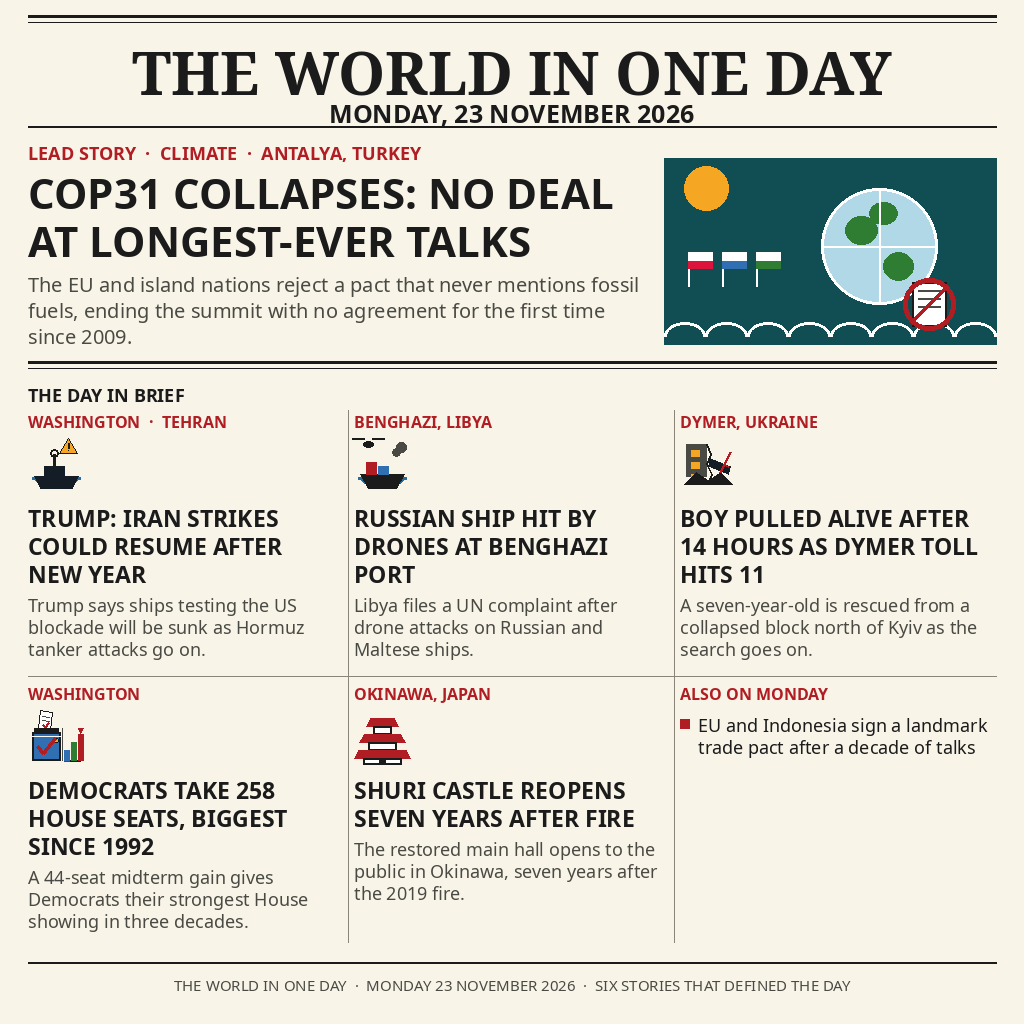 THE WORLD IN ONE DAY
MONDAY, 23 NOVEMBER 2026
LEAD STORY · CLIMATE · ANTALYA, TURKEY
COP31 COLLAPSES: NO DEAL
AT LONGEST-EVER TALKS
The EU and island nations reject a pact that never mentions fossil
fuels, ending the summit with no agreement for the first time
since 2009.
THE DAY IN BRIEF
WASHINGTON · TEHRAN
TRUMP: IRAN STRIKES
COULD RESUME AFTER
NEW YEAR
Trump says ships testing the US
blockade will be sunk as Hormuz
tanker attacks go on.
BENGHAZI, LIBYA
RUSSIAN SHIP HIT BY
DRONES AT BENGHAZI
PORT
Libya files a UN complaint after
drone attacks on Russian and
Maltese ships.
DYMER, UKRAINE
BOY PULLED ALIVE AFTER
14 HOURS AS DYMER TOLL
HITS 11
A seven-year-old is rescued from a
collapsed block north of Kyiv as the
search goes on.
WASHINGTON
DEMOCRATS TAKE 258
HOUSE SEATS, BIGGEST
SINCE 1992
A 44-seat midterm gain gives
Democrats their strongest House
showing in three decades.
OKINAWA, JAPAN
SHURI CASTLE REOPENS
SEVEN YEARS AFTER FIRE
The restored main hall opens to the
public in Okinawa, seven years after
the 2019 fire.
ALSO ON MONDAY
EU and Indonesia sign a landmark
trade pact after a decade of talks
THE WORLD IN ONE DAY · MONDAY 23 NOVEMBER 2026 · SIX STORIES THAT DEFINED THE DAY